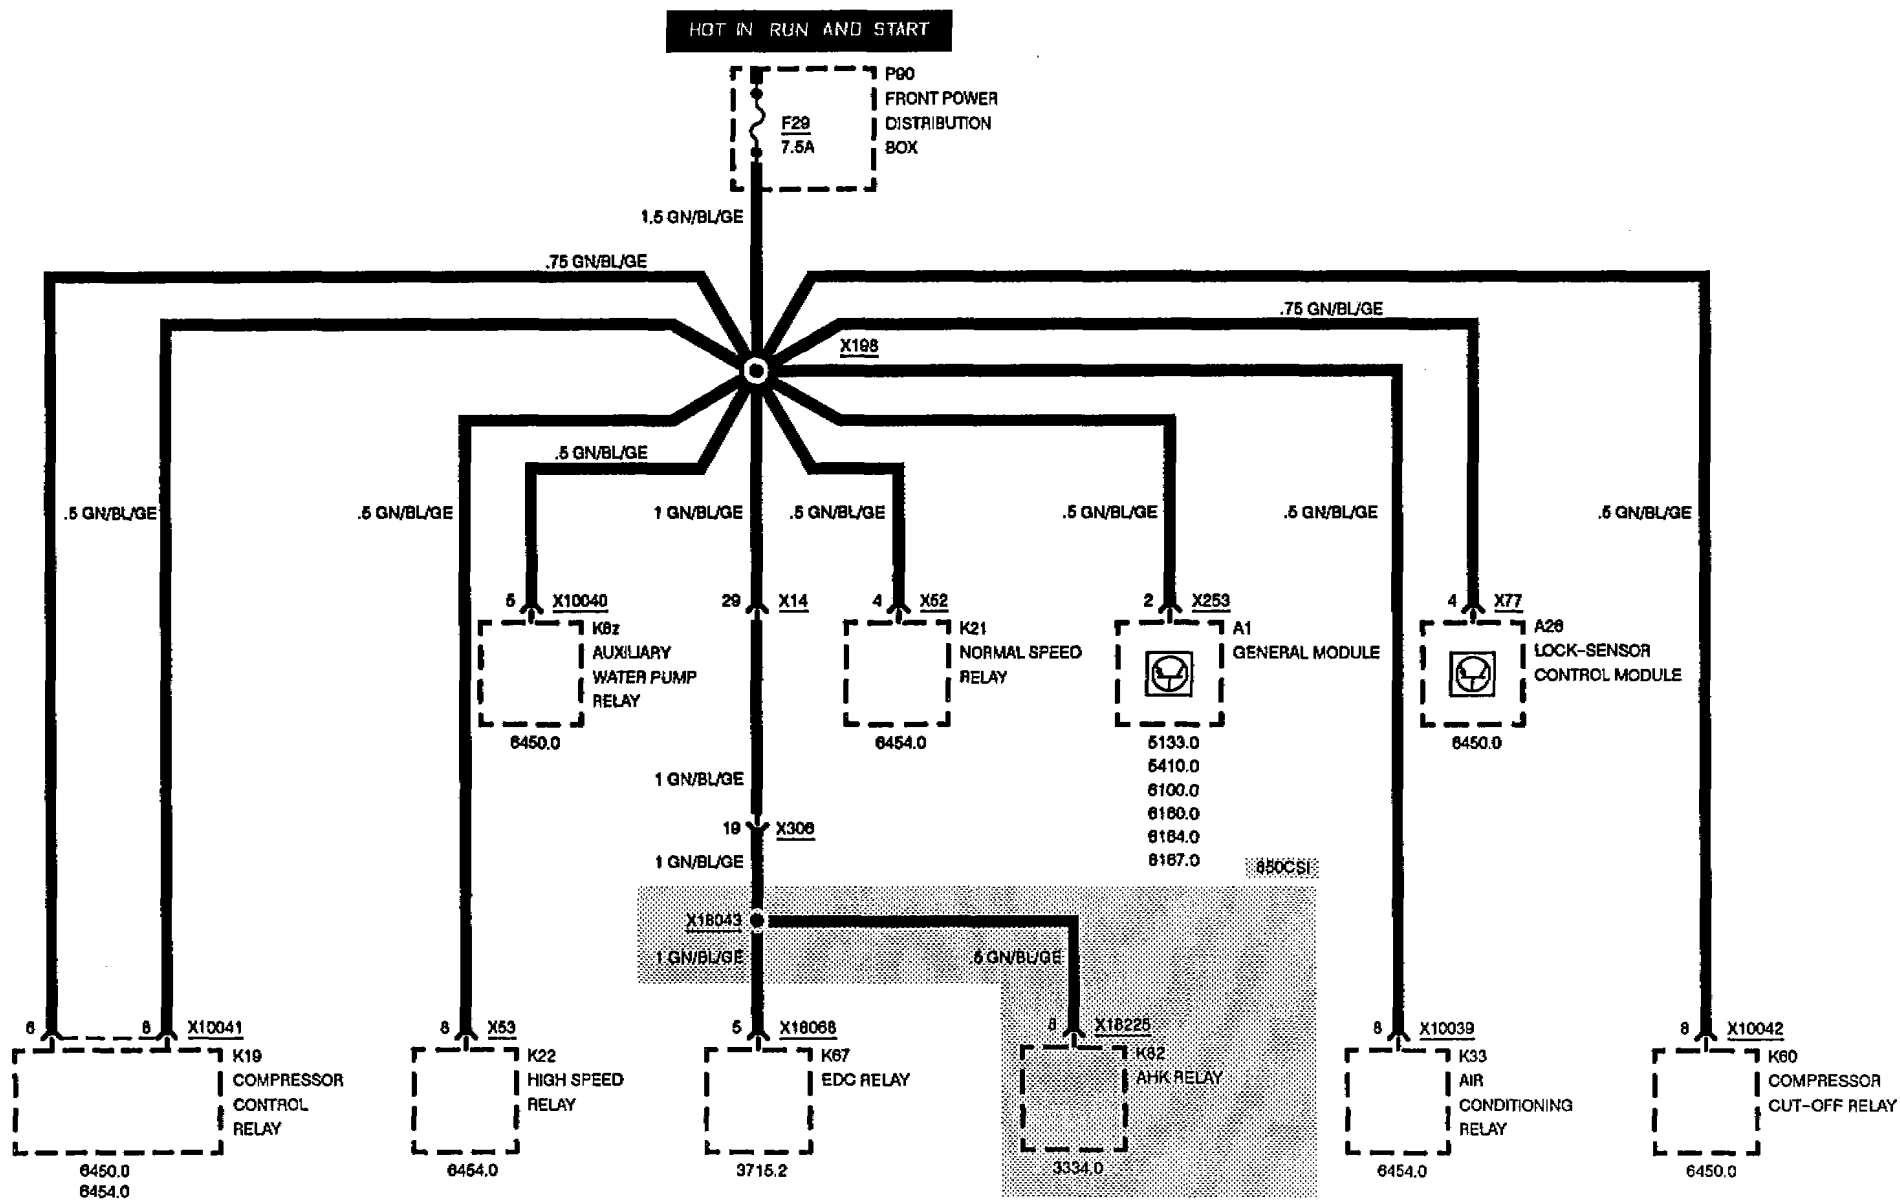 HOT IN RUN AND START
P90
FRONT POWER
DISTRIBUTION
BOX
F29
7.5A
1.5 GN/BL/GE
.75 GN/BL/GE
.75 GN/BL/GE
X198
.5 GN/BL/GE
.5 GN/BL/GE
.5 GN/BL/GE
1 GN/BL/GE
.5 GN/BL/GE
.5 GN/BL/GE
.5 GN/BL/GE
.5 GN/BL/GE
5 X10040
29 X14
4 X52
2 X253
4 X77
K6z
AUXILIARY
WATER PUMP
RELAY
6450.0
K21
NORMAL SPEED
RELAY
6454.0
A1
GENERAL MODULE
5133.0
5410.0
6100.0
6160.0
6164.0
6167.0
A26
LOCK-SENSOR
CONTROL MODULE
6450.0
1 GN/BL/GE
19 X306
1 GN/BL/GE
850CSI
X18043
1 GN/BL/GE
.5 GN/BL/GE
6
8 X10041
8 X53
5 X18068
8 X18225
8 X10039
8 X10042
K19
COMPRESSOR
CONTROL
RELAY
6450.0
6454.0
K22
HIGH SPEED
RELAY
6454.0
K67
EDC RELAY
3715.2
K82
AHK RELAY
3334.0
K33
AIR
CONDITIONING
RELAY
6454.0
K60
COMPRESSOR
CUT-OFF RELAY
6450.0